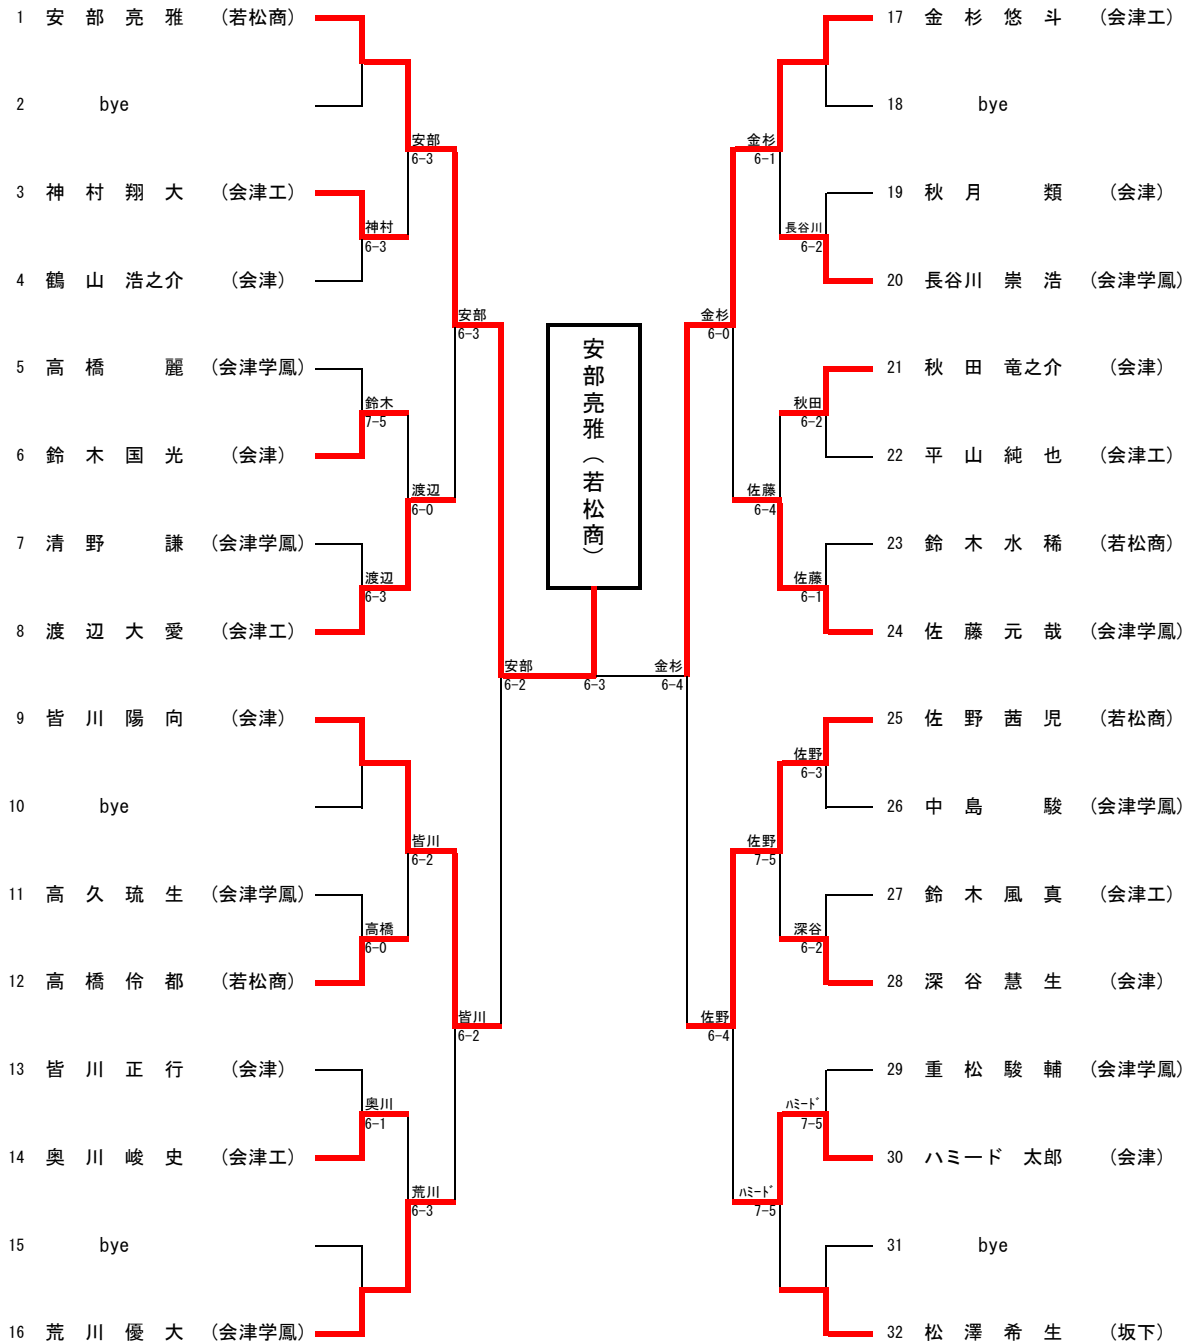 1 安 部 亮 雅 (若松商)
2 bye
安部
6-3
3 神 村 翔 大 (会津工)
神村
6-3
4 鶴 山 浩之介 (会津)
安部
6-3
5 高 橋 麗 (会津学鳳)
鈴木
7-5
6 鈴 木 国 光 (会津)
渡辺
6-0
7 清 野 謙 (会津学鳳)
渡辺
6-3
8 渡 辺 大 愛 (会津工)
安部
6-2
9 皆 川 陽 向 (会津)
10 bye
皆川
6-2
11 高 久 琉 生 (会津学鳳)
高橋
6-0
12 高 橋 伶 都 (若松商)
皆川
6-2
13 皆 川 正 行 (会津)
奥川
6-1
14 奥 川 峻 史 (会津工)
荒川
6-3
15 bye
16 荒 川 優 大 (会津学鳳)
安部亮雅(若松商)
6-3
17 金 杉 悠 斗 (会津工)
18 bye
金杉
6-1
19 秋 月 類 (会津)
長谷川
6-2
20 長谷川 崇 浩 (会津学鳳)
金杉
6-0
21 秋 田 竜之介 (会津)
秋田
6-2
22 平 山 純 也 (会津工)
佐藤
6-4
23 鈴 木 水 稀 (若松商)
佐藤
6-1
24 佐 藤 元 哉 (会津学鳳)
金杉
6-4
25 佐 野 茜 児 (若松商)
佐野
6-3
26 中 島 駿 (会津学鳳)
佐野
7-5
27 鈴 木 風 真 (会津工)
深谷
6-2
28 深 谷 慧 生 (会津)
佐野
6-4
29 重 松 駿 輔 (会津学鳳)
ﾊﾐｰﾄﾞ
7-5
30 ハミード 太郎 (会津)
ﾊﾐｰﾄﾞ
7-5
31 bye
32 松 澤 希 生 (坂下)